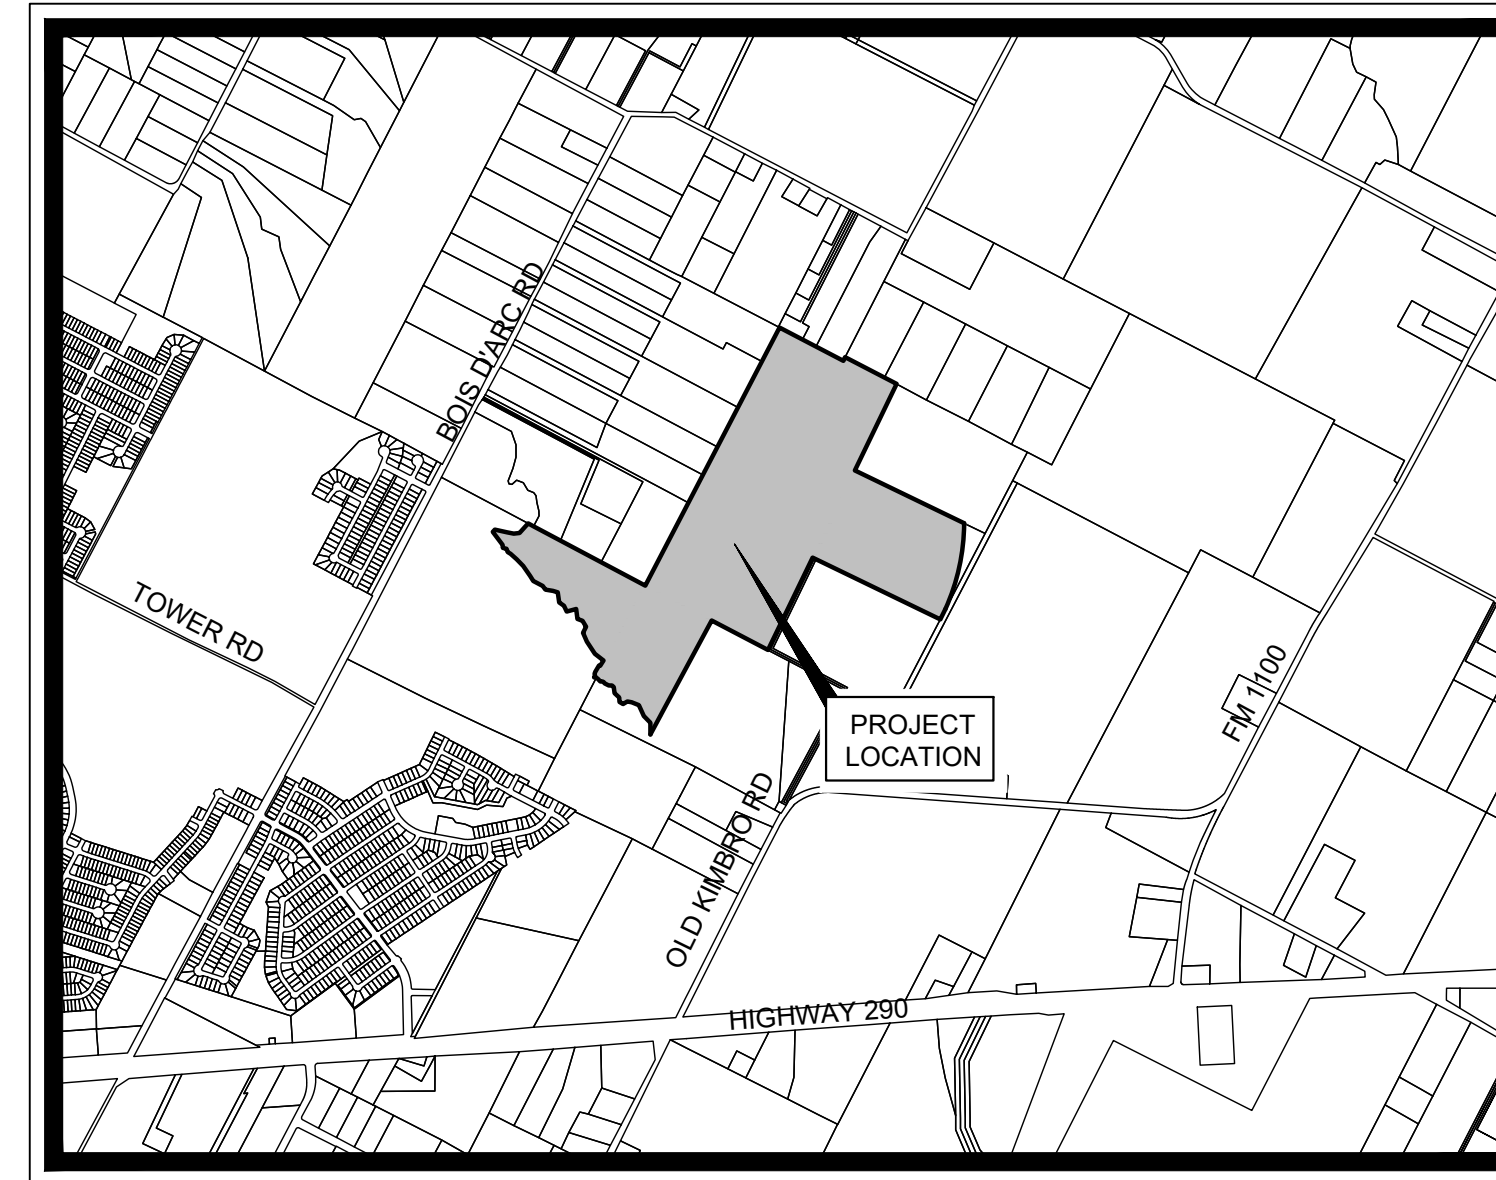 BOIS D'ARC RD
TOWER RD
FM 1100
PROJECT
LOCATION
OLD KIMBRO RD
HIGHWAY 290